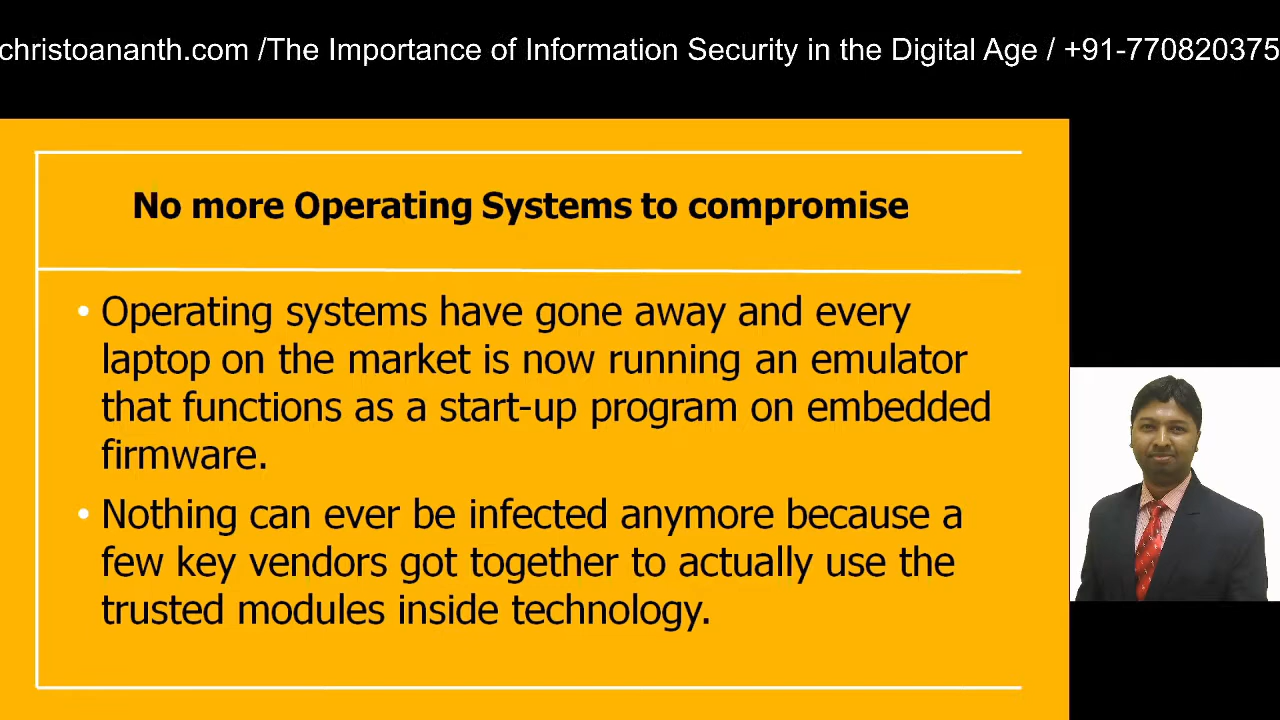 christoananth.com /The Importance of Information Security in the Digital Age / +91-770820375
No more Operating Systems to compromise
• Operating systems have gone away and every
laptop on the market is now running an emulator
that functions as a start-up program on embedded
firmware.
• Nothing can ever be infected anymore because a
few key vendors got together to actually use the
trusted modules inside technology.